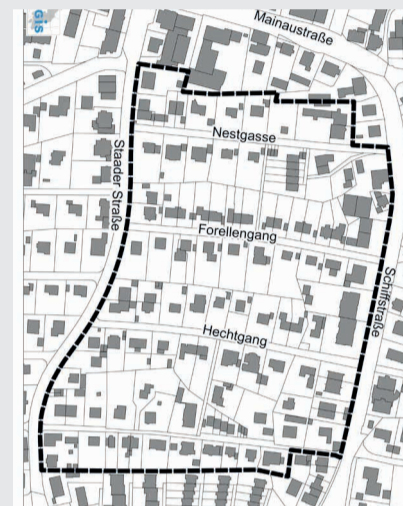 GIS
Mainaustraße
Nestgasse
Staader Straße
Forellengang
Schiffstraße
Hechtgang